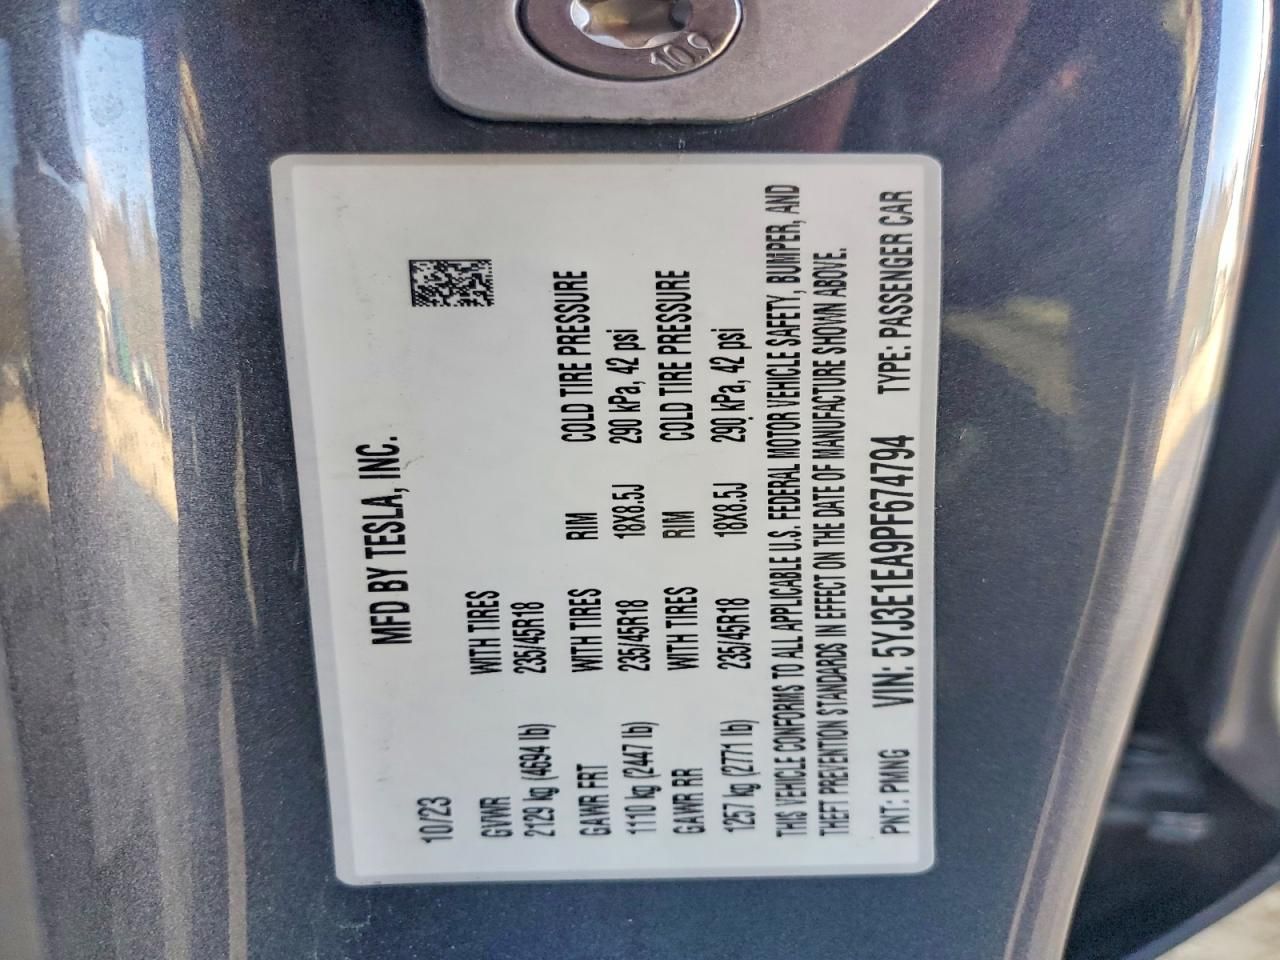 10.9
MFD BY TESLA, INC.
10/23
GVWR WITH TIRES
2129 kg (4694 lb) 235/45R18
GAWR FRT WITH TIRES RIM COLD TIRE PRESSURE
1110 kg (2447 lb) 235/45R18 18X8.5J 290 kPa, 42 psi
GAWR RR WITH TIRES RIM COLD TIRE PRESSURE
1257 kg (2771 lb) 235/45R18 18X8.5J 290 kPa, 42 psi
THIS VEHICLE CONFORMS TO ALL APPLICABLE U.S. FEDERAL MOTOR VEHICLE SAFETY, BUMPER, AND
THEFT PREVENTION STANDARDS IN EFFECT ON THE DATE OF MANUFACTURE SHOWN ABOVE.
PNT: PMNG VIN: 5YJ3E1EA9PF674794 TYPE: PASSENGER CAR